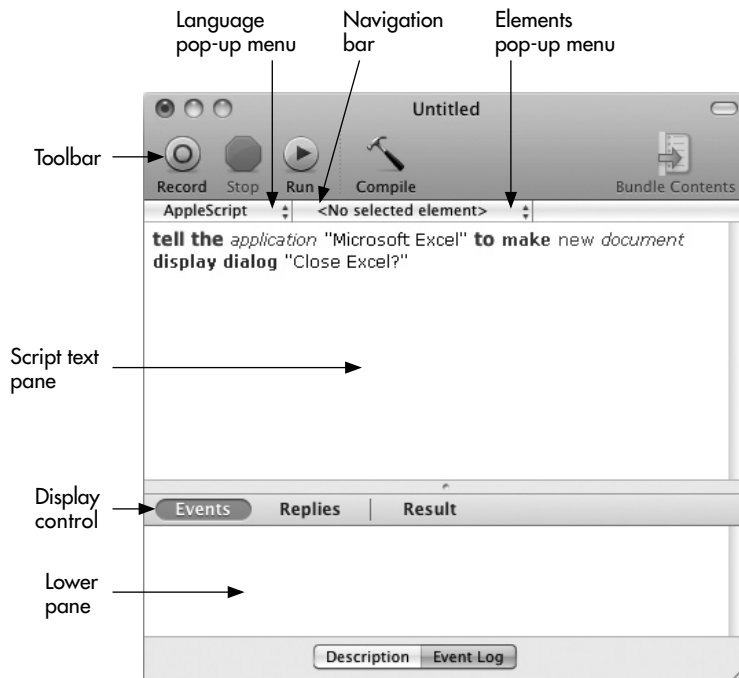 Language
pop-up menu
Navigation
bar
Elements
pop-up menu
Untitled
Toolbar
Record Stop Run Compile Bundle Contents
AppleScript <No selected element>
tell the application "Microsoft Excel" to make new document
display dialog "Close Excel?"
Script text
pane
Display
control
Events Replies Result
Lower
pane
Description Event Log